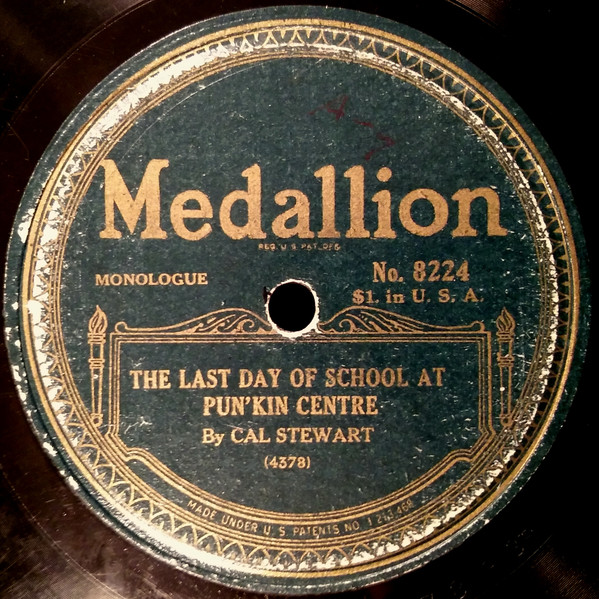 Medallion
REG. U.S. PAT. OFF.
MONOLOGUE
No. 8224
$1. in U. S. A.
THE LAST DAY OF SCHOOL AT
PUN'KIN CENTRE
By CAL STEWART
(4378)
MADE UNDER U.S. PATENTS NO.